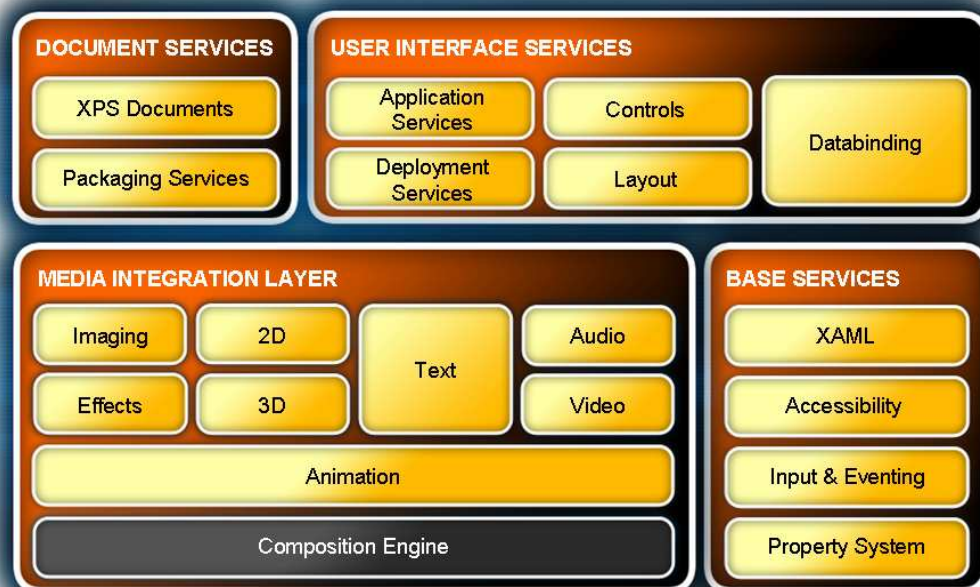 DOCUMENT SERVICES
XPS Documents
Packaging Services
USER INTERFACE SERVICES
Application
Services
Controls
Databinding
Deployment
Services
Layout
MEDIA INTEGRATION LAYER
Imaging
2D
Text
Audio
Effects
3D
Video
Animation
Composition Engine
BASE SERVICES
XAML
Accessibility
Input & Eventing
Property System